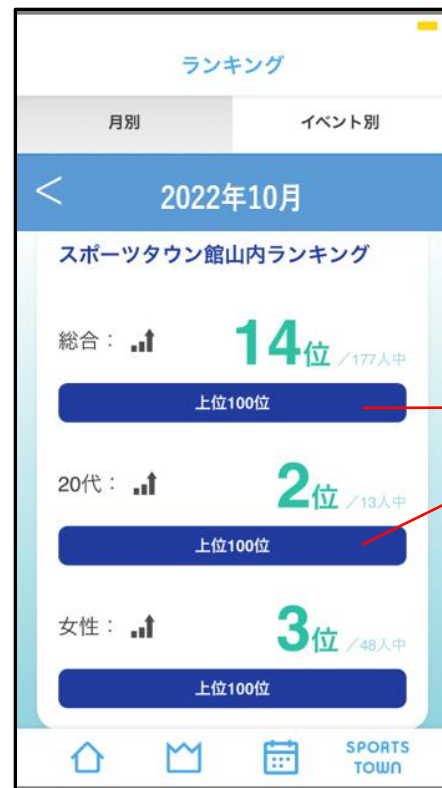 ランキング
月別 イベント別
< 2022年10月
スポーツタウン館山内ランキング
総合： 14位 ／177人中
上位100位
20代： 2位 ／13人中
上位100位
女性： 3位 ／48人中
上位100位
SPORTS
TOWN